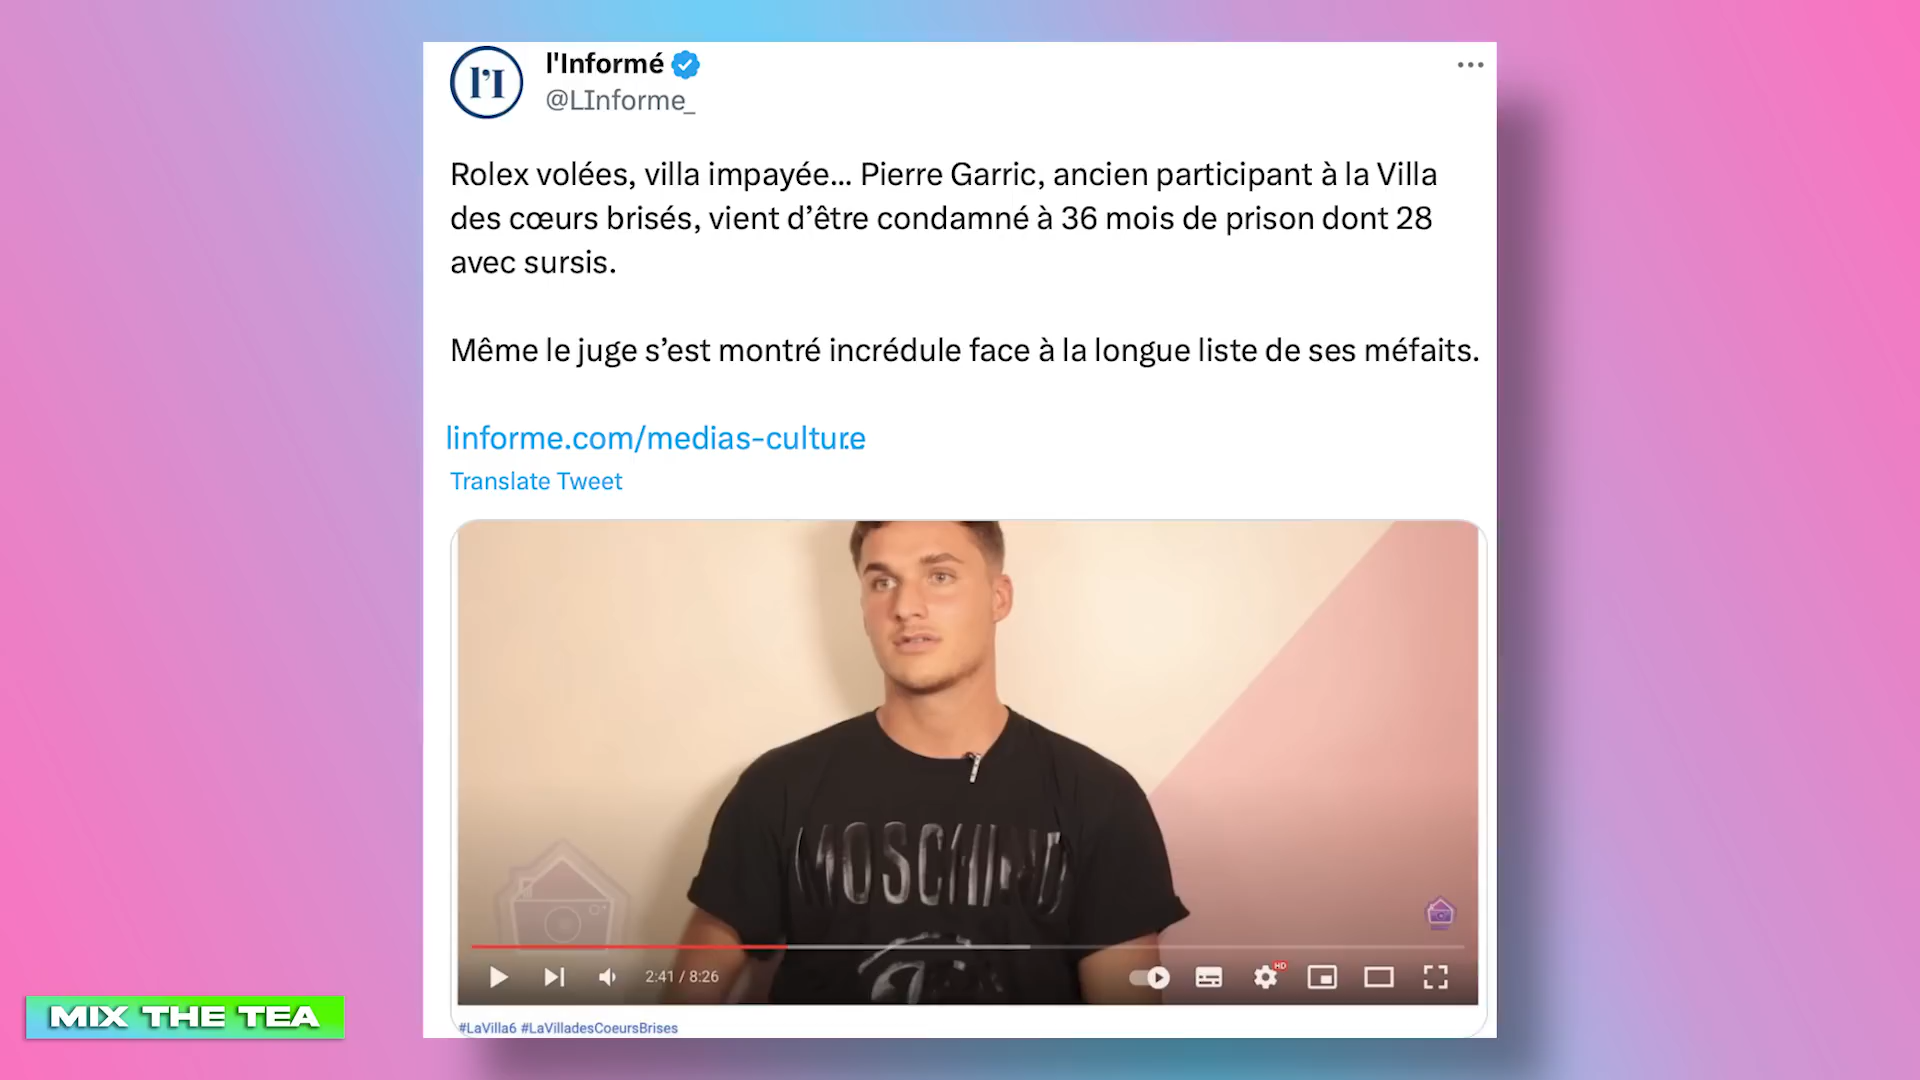 l'I
l'Informé
@LInforme_
Rolex volées, villa impayée... Pierre Garric, ancien participant à la Villa
des cœurs brisés, vient d’être condamné à 36 mois de prison dont 28
avec sursis.
Même le juge s’est montré incrédule face à la longue liste de ses méfaits.
linforme.com/medias-culture
Translate Tweet
MOSCHINO
2:41 / 8:26
HD
#LaVilla6 #LaVilladesCoeursBrises
MIX THE TEA